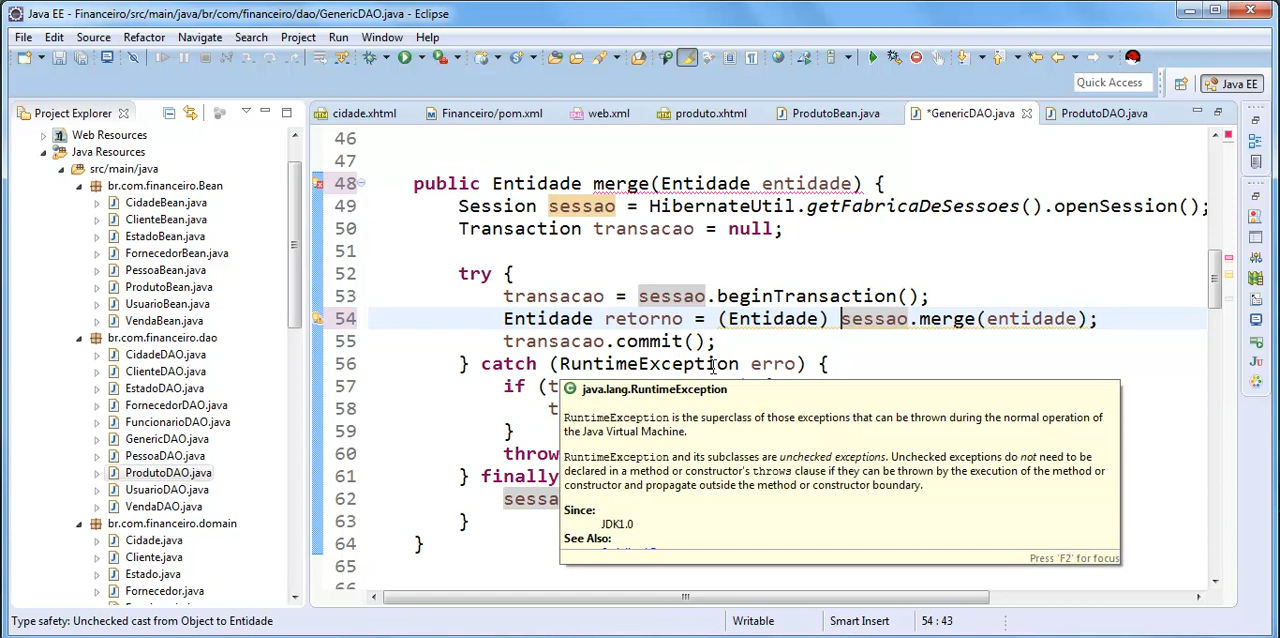 Java EE - Financeiro/src/main/java/br/com/financeiro/dao/GenericDAO.java - Eclipse
File Edit Source Refactor Navigate Search Project Run Window Help
Quick Access
Java EE
Project Explorer
cidade.xhtml
Financeiro/pom.xml
web.xml
produto.xhtml
ProdutoBean.java
*GenericDAO.java
ProdutoDAO.java
Web Resources
Java Resources
src/main/java
br.com.financeiro.Bean
CidadeBean.java
ClienteBean.java
EstadoBean.java
FornecedorBean.java
PessoaBean.java
ProdutoBean.java
UsuarioBean.java
VendaBean.java
br.com.financeiro.dao
CidadeDAO.java
ClienteDAO.java
EstadoDAO.java
FornecedorDAO.java
FuncionarioDAO.java
GenericDAO.java
PessoaDAO.java
ProdutoDAO.java
UsuarioDAO.java
VendaDAO.java
br.com.financeiro.domain
Cidade.java
Cliente.java
Estado.java
Fornecedor.java
46
47
48 public Entidade merge(Entidade entidade) {
49 Session sessao = HibernateUtil.getFabricaDeSessoes().openSession();
50 Transaction transacao = null;
51
52 try {
53 transacao = sessao.beginTransaction();
54 Entidade retorno = (Entidade) sessao.merge(entidade);
55 transacao.commit();
56 } catch (RuntimeException erro) {
57 if (t
58 t
59 }
60 throw
61 } finally
62 sessa
63 }
64 }
65
66
java.lang.RuntimeException
RuntimeException is the superclass of those exceptions that can be thrown during the normal operation of
the Java Virtual Machine.
RuntimeException and its subclasses are unchecked exceptions. Unchecked exceptions do not need to be
declared in a method or constructor's throws clause if they can be thrown by the execution of the method or
constructor and propagate outside the method or constructor boundary.
Since:
JDK1.0
See Also:
Press 'F2' for focus
Type safety: Unchecked cast from Object to Entidade
Writable
Smart Insert
54 : 43